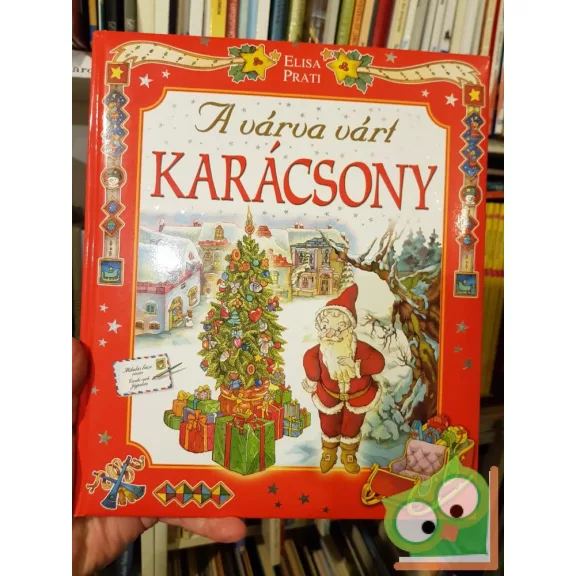 ELISA
PRATI
A várva várt
KARÁCSONY